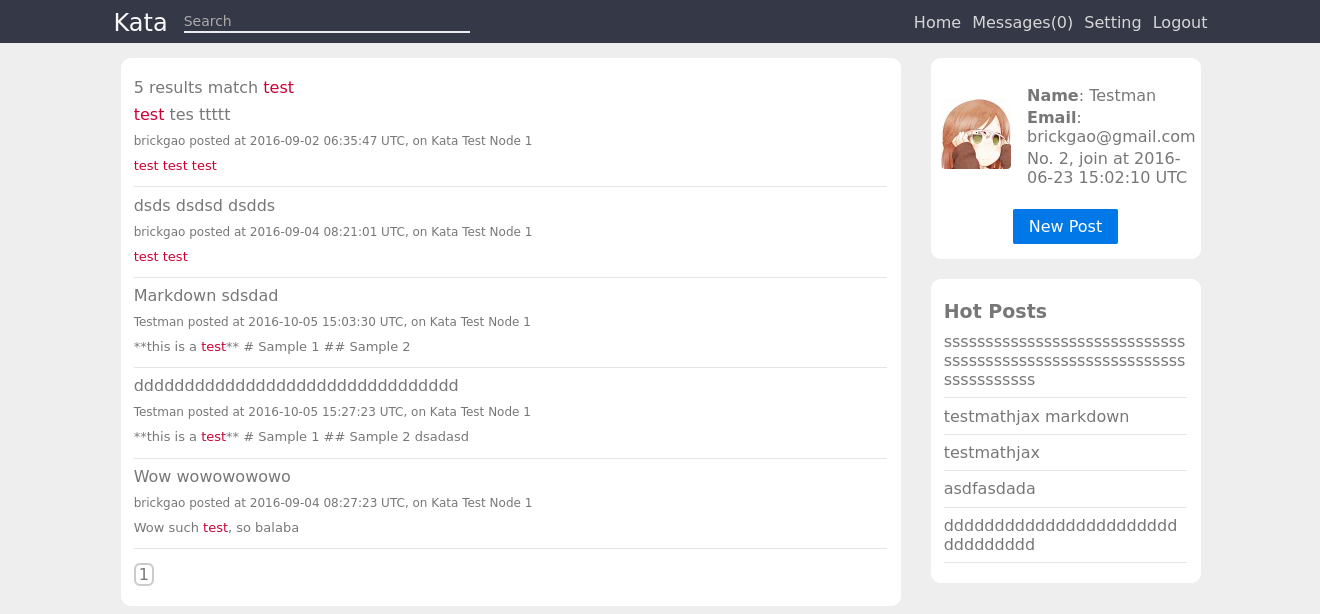 Kata
Search
Home Messages(0) Setting Logout
5 results match test
test tes ttttt
brickgao posted at 2016-09-02 06:35:47 UTC, on Kata Test Node 1
test test test
dsds dsdsd dsdds
brickgao posted at 2016-09-04 08:21:01 UTC, on Kata Test Node 1
test test
Markdown sdsdad
Testman posted at 2016-10-05 15:03:30 UTC, on Kata Test Node 1
**this is a test** # Sample 1 ## Sample 2
dddddddddddddddddddddddddddddddd
Testman posted at 2016-10-05 15:27:23 UTC, on Kata Test Node 1
**this is a test** # Sample 1 ## Sample 2 dsadasd
Wow wowowowowo
brickgao posted at 2016-09-04 08:27:23 UTC, on Kata Test Node 1
Wow such test, so balaba
1
Name: Testman
Email:
brickgao@gmail.com
No. 2, join at 2016-
06-23 15:02:10 UTC
New Post
Hot Posts
sssssssssssssssssssssssssssss
sssssssssssssssssssssssssssss
sssssssssss
testmathjax markdown
testmathjax
asdfasdada
ddddddddddddddddddddddd
ddddddddd